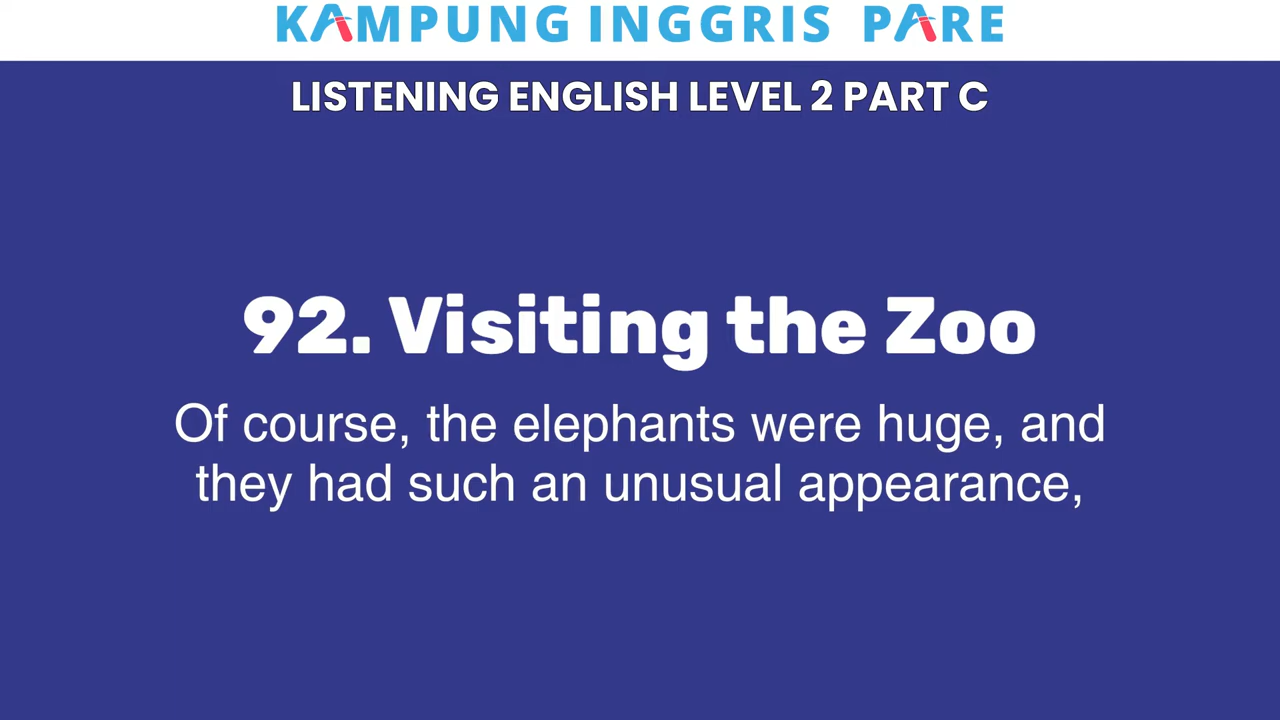 KAMPUNG INGGRIS PARE
LISTENING ENGLISH LEVEL 2 PART C
92. Visiting the Zoo
Of course, the elephants were huge, and
they had such an unusual appearance,